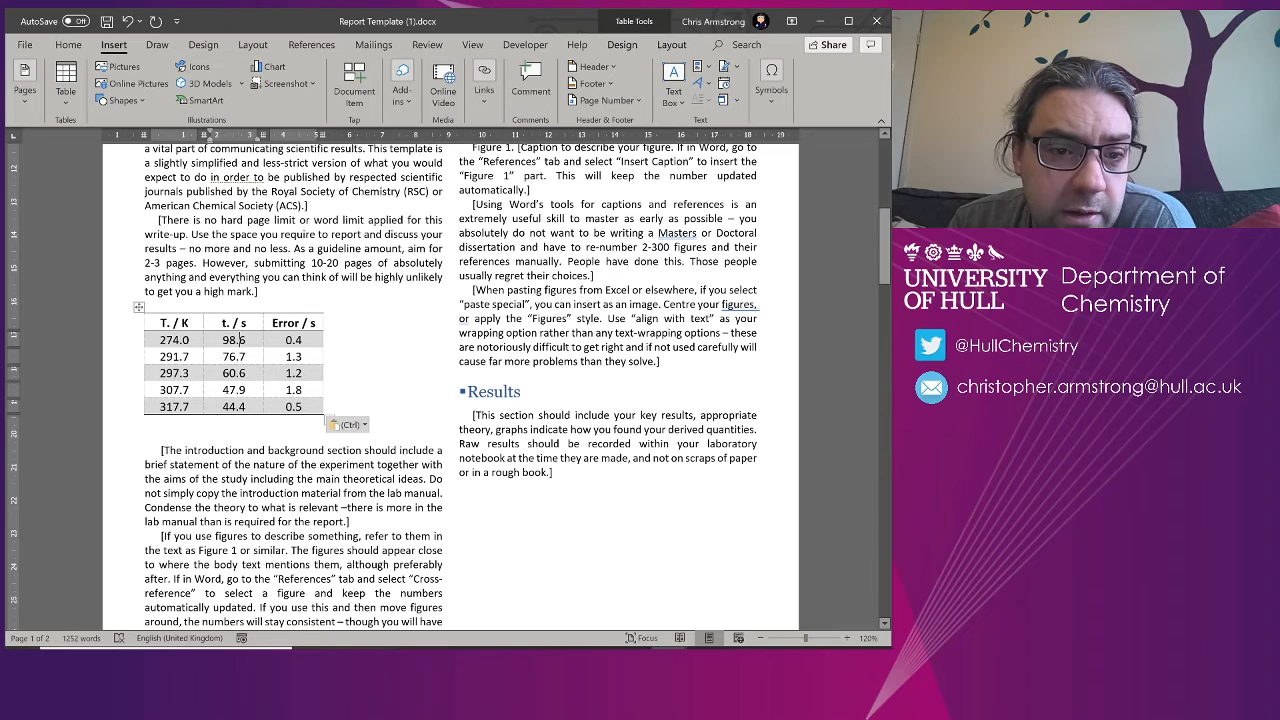 AutoSave Off
Report Template (1).docx
Table Tools
Chris Armstrong
File Home Insert Draw Design Layout References Mailings Review View Developer Help Design Layout Search Share
Pages
Table
Tables
Pictures
Online Pictures
Shapes
Icons
3D Models
SmartArt
Chart
Screenshot
Illustrations
Document
Item
Tap
Add-
ins
Online
Video
Media
Links
Comment
Comments
Header
Footer
Page Number
Header & Footer
Text
Box
Text
Symbols
1 1 2 3 4 5 6 7 8 9 10 11 12 13 14 15 16 17 18 19
a vital part of communicating scientific results. This template is
a slightly simplified and less-strict version of what you would
expect to do in order to be published by respected scientific
journals published by the Royal Society of Chemistry (RSC) or
American Chemical Society (ACS).]
[There is no hard page limit or word limit applied for this
write-up. Use the space you require to report and discuss your
results – no more and no less. As a guideline amount, aim for
2-3 pages. However submitting 10-20 pages of absolutely
anything and everything you can think of will be highly unlikely
to get you a high mark.]
T. / K t. / s Error / s
274.0 98.6 0.4
291.7 76.7 1.3
297.3 60.6 1.2
307.7 47.9 1.8
317.7 44.4 0.5
(Ctrl)
[The introduction and background section should include a
brief statement of the nature of the experiment together with
the aims of the study including the main theoretical ideas. Do
not simply copy the introduction material from the lab manual.
Condense the theory to what is relevant –there is more in the
lab manual than is required for the report.]
[If you use figures to describe something, refer to them in
the text as Figure 1 or similar. The figures should appear close
to where the body text mentions them, although preferably
after. If in Word, go to the “References” tab and select “Cross-
reference” to select a figure and keep the numbers
automatically updated. If you use this and then move figures
around, the numbers will stay consistent – though you will have
Figure 1. [Caption to describe your figure. If in Word, go to
the “References” tab and select “Insert Caption” to insert the
“Figure 1” part. This will keep the number updated
automatically.]
[Using Word’s tools for captions and references is an
extremely useful skill to master as early as possible – you
absolutely do not want to be writing a Masters or Doctoral
dissertation and have to re-number 2-300 figures and their
references manually. People have done this. Those people
usually regret their choices.]
[When pasting figures from Excel or elsewhere, if you select
“paste special”, you can insert as an image. Centre your figures,
or apply the “Figures” style. Use “align with text” as your
wrapping option rather than any text-wrapping options – these
are notoriously difficult to get right and if not used carefully will
cause far more problems than they solve.]
Results
[This section should include your key results, appropriate
theory, graphs indicate how you found your derived quantities.
Raw results should be recorded within your laboratory
notebook at the time they are made, and not on scraps of paper
or in a rough book.]
Page 1 of 2 1252 words English (United Kingdom) Focus 120%
UNIVERSITY
OF HULL
Department of
Chemistry
@HullChemistry
christopher.armstrong@hull.ac.uk